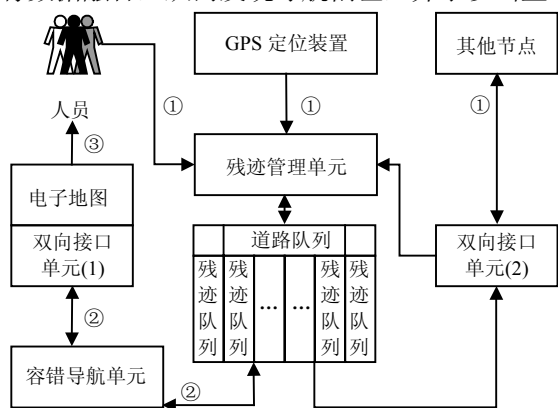 GPS 定位装置
其他节点
①
①
①
人员
③
残迹管理单元
电子地图
双向接口
单元(1)
道路队列
残迹队列
残迹队列
...
...
残迹队列
残迹队列
双向接口
单元(2)
②
容错导航单元
②